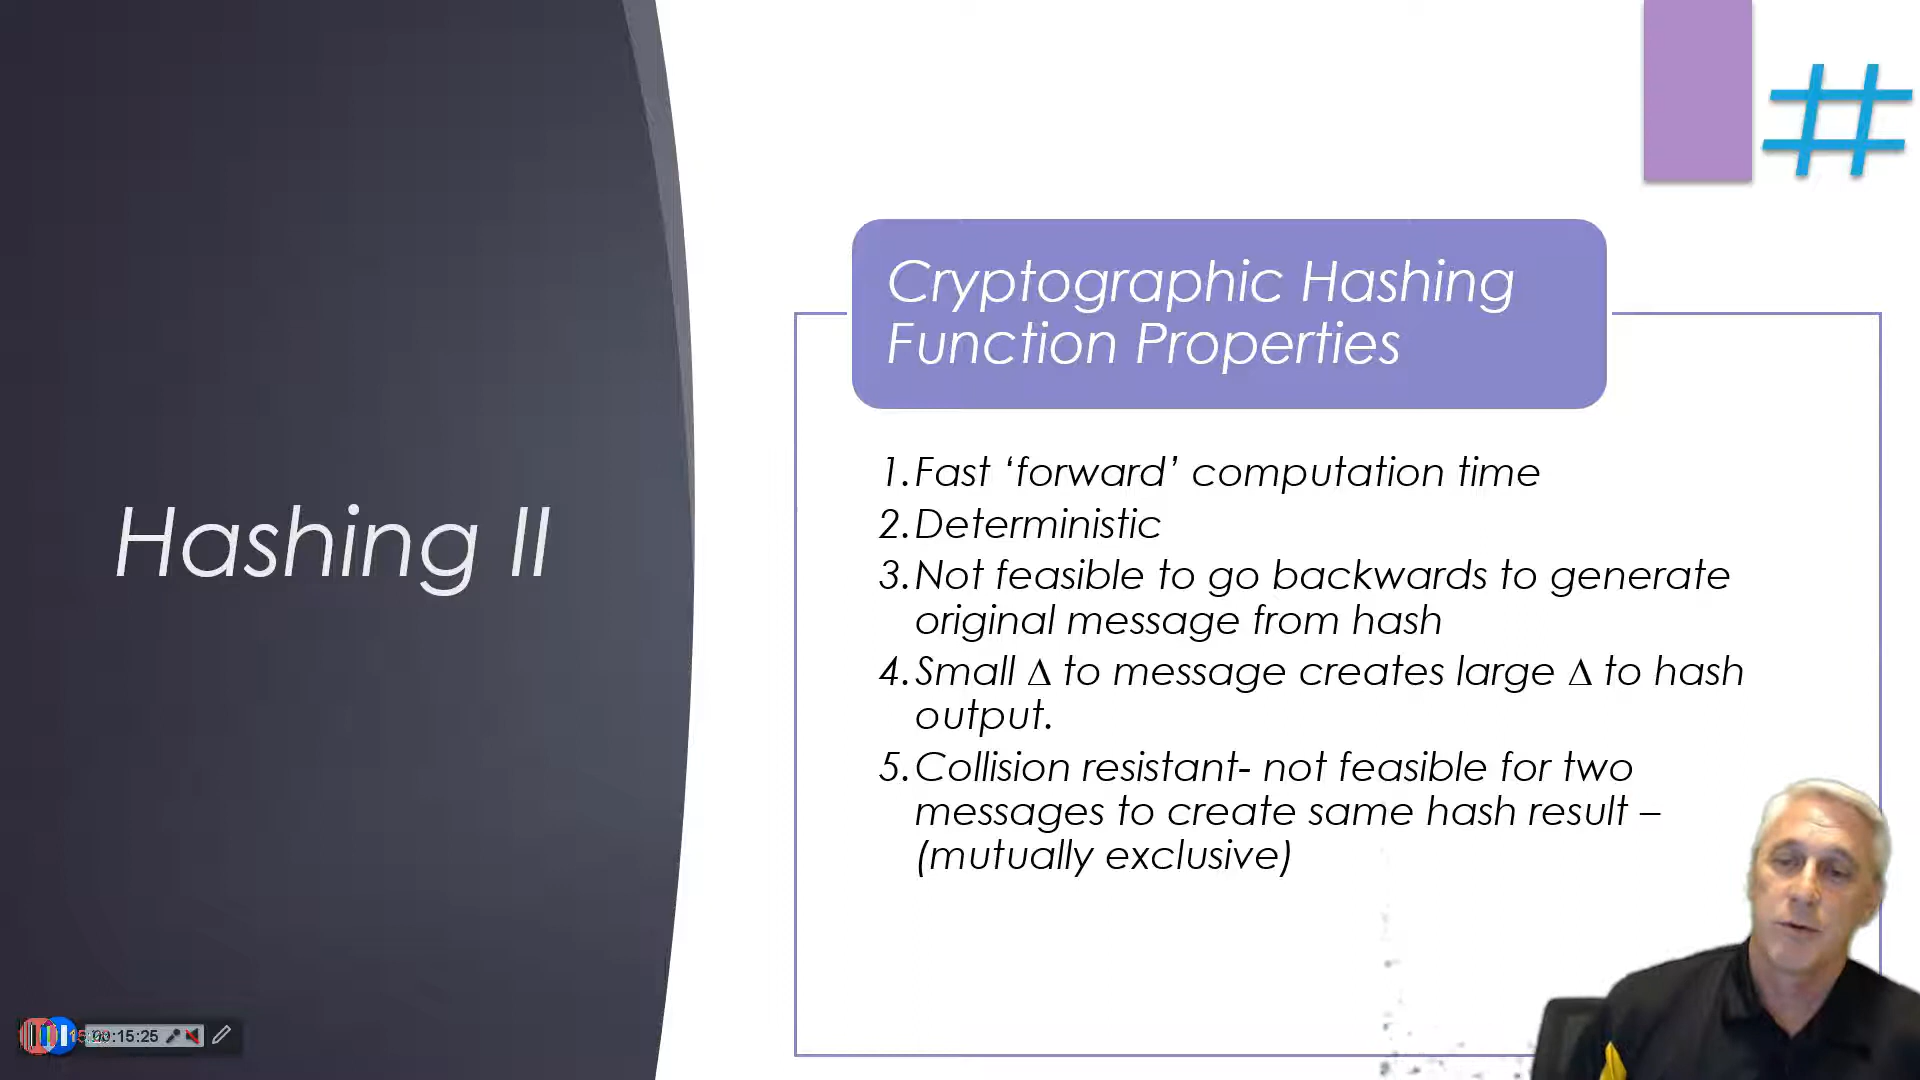 #
Cryptographic Hashing
Function Properties
Hashing II
1.Fast ‘forward’ computation time
2.Deterministic
3.Not feasible to go backwards to generate
original message from hash
4.Small Δ to message creates large Δ to hash
output.
5.Collision resistant- not feasible for two
messages to create same hash result –
(mutually exclusive)
:15:25